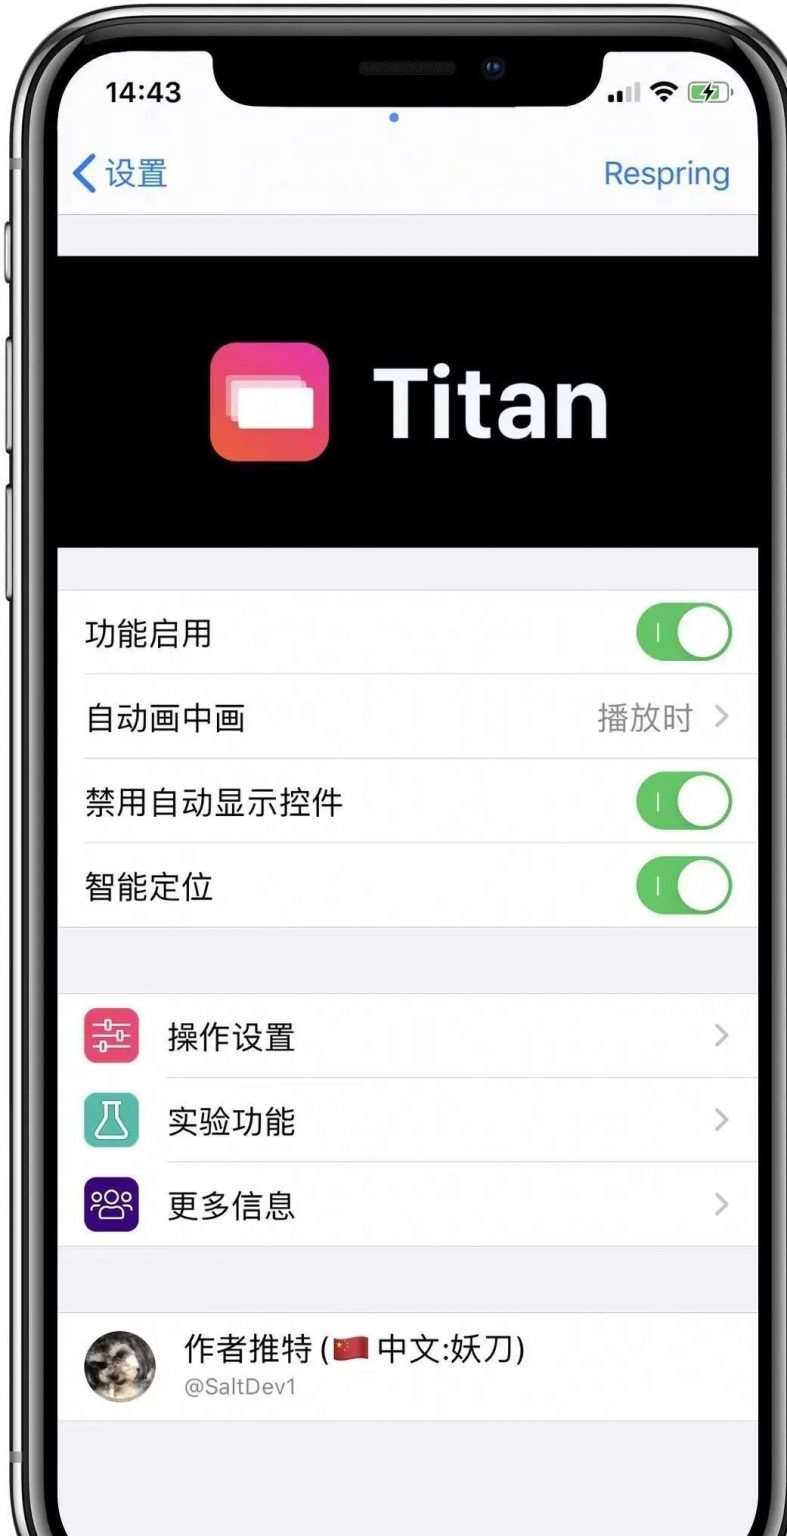 14:43
设置
Respring
Titan
功能启用
自动画中画
播放时
禁用自动显示控件
智能定位
操作设置
实验功能
更多信息
作者推特 (🇨🇳 中文:妖刀)
@SaltDev1